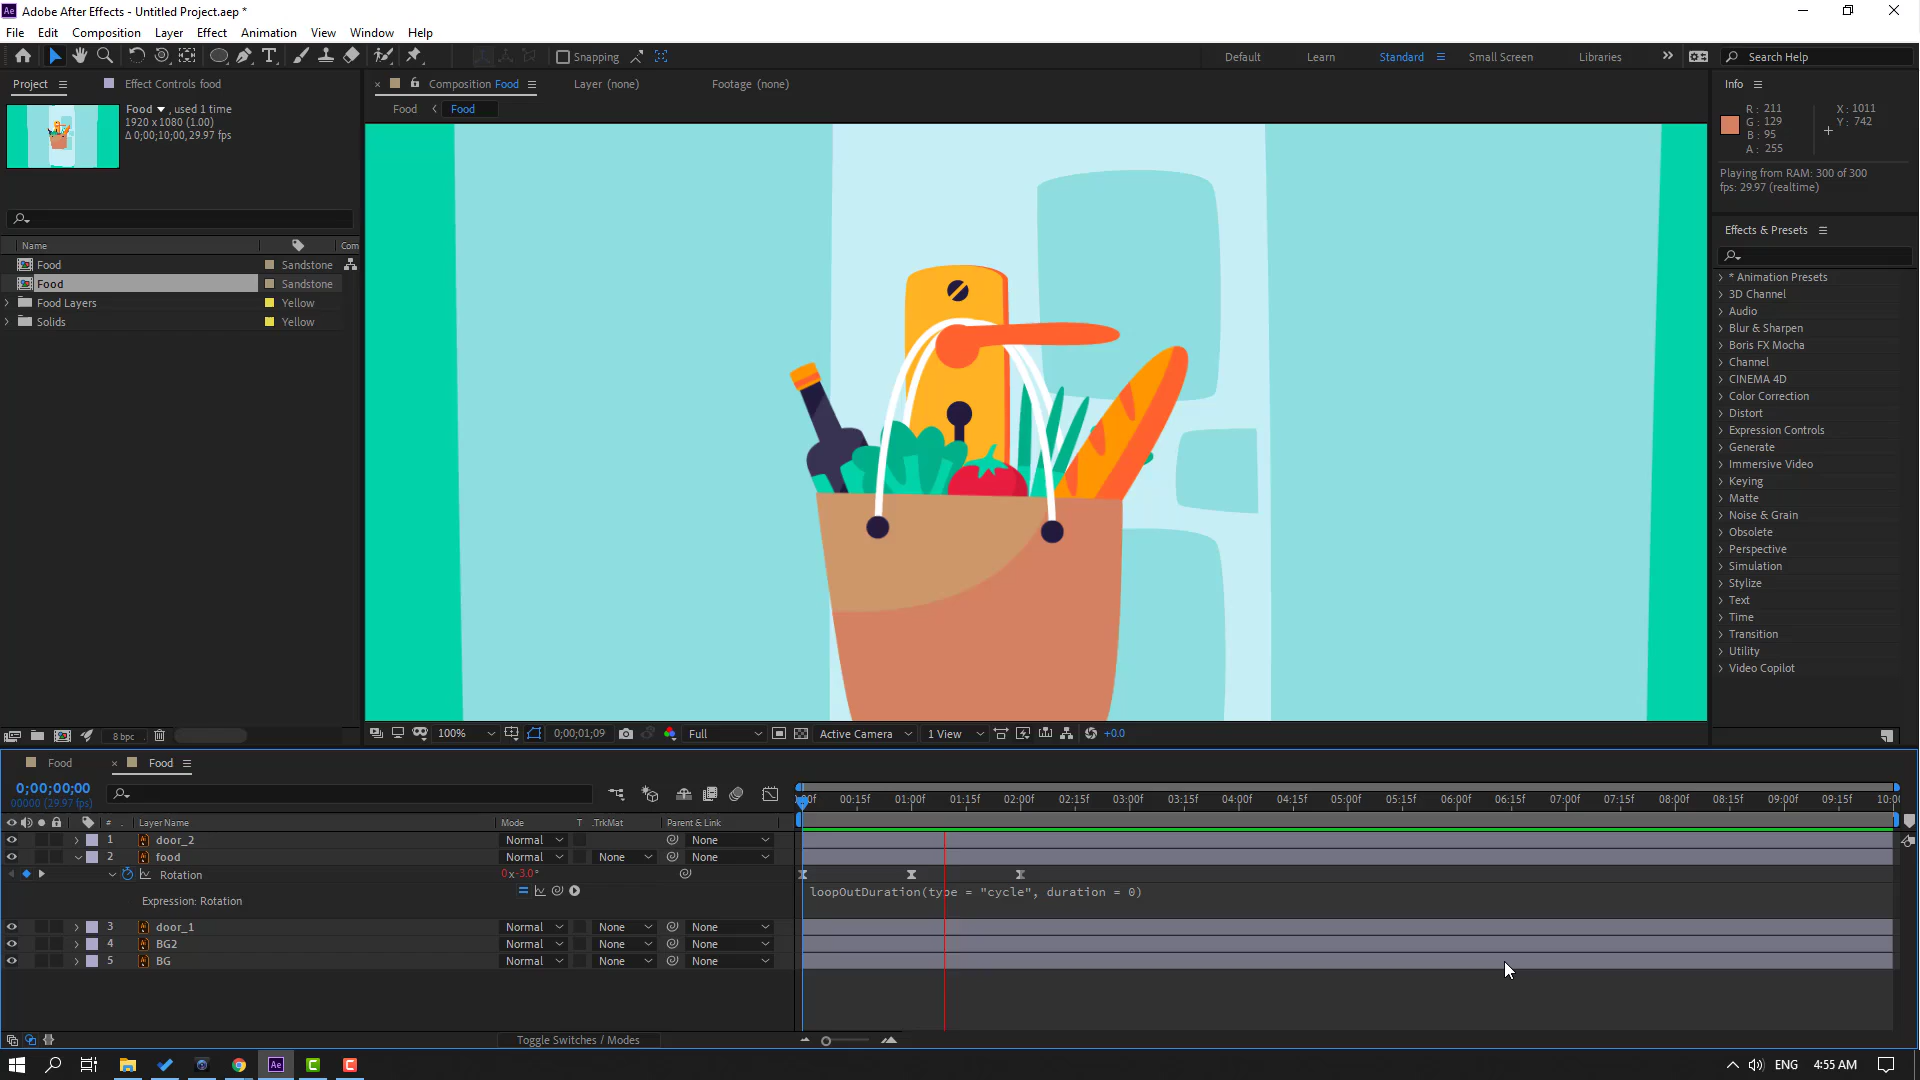 Adobe After Effects - Untitled Project.aep *
File Edit Composition Layer Effect Animation View Window Help
Snapping
Default Learn Standard Small Screen Libraries
Search Help
Project Effect Controls food
Composition Food Layer (none) Footage (none)
Info
Food , used 1 time
1920 x 1080 (1.00)
Δ 0;00;10;00, 29.97 fps
Food Food
R : 211
G : 129
B : 95
A : 255
X : 1011
Y : 742
Playing from RAM: 300 of 300
fps: 29.97 (realtime)
Name Com
Food Sandstone
Food Sandstone
Food Layers Yellow
Solids Yellow
Effects & Presets
* Animation Presets
3D Channel
Audio
Blur & Sharpen
Boris FX Mocha
Channel
CINEMA 4D
Color Correction
Distort
Expression Controls
Generate
Immersive Video
Keying
Matte
Noise & Grain
Obsolete
Perspective
Simulation
Stylize
Text
Time
Transition
Utility
Video Copilot
8 bpc
100% 0;00;01;09 Full Active Camera 1 View +0.0
Food Food
0;00;00;00
00000 (29.97 fps)
00f 00:15f 01:00f 01:15f 02:00f 02:15f 03:00f 03:15f 04:00f 04:15f 05:00f 05:15f 06:00f 06:15f 07:00f 07:15f 08:00f 08:15f 09:00f 09:15f 10:00
# Layer Name Mode T .TrkMat Parent & Link
1 door_2 Normal None
2 food Normal None None
Rotation 0x-3.0°
Expression: Rotation
loopOutDuration(type = "cycle", duration = 0)
3 door_1 Normal None None
4 BG2 Normal None None
5 BG Normal None None
Toggle Switches / Modes
Ae
ENG 4:55 AM